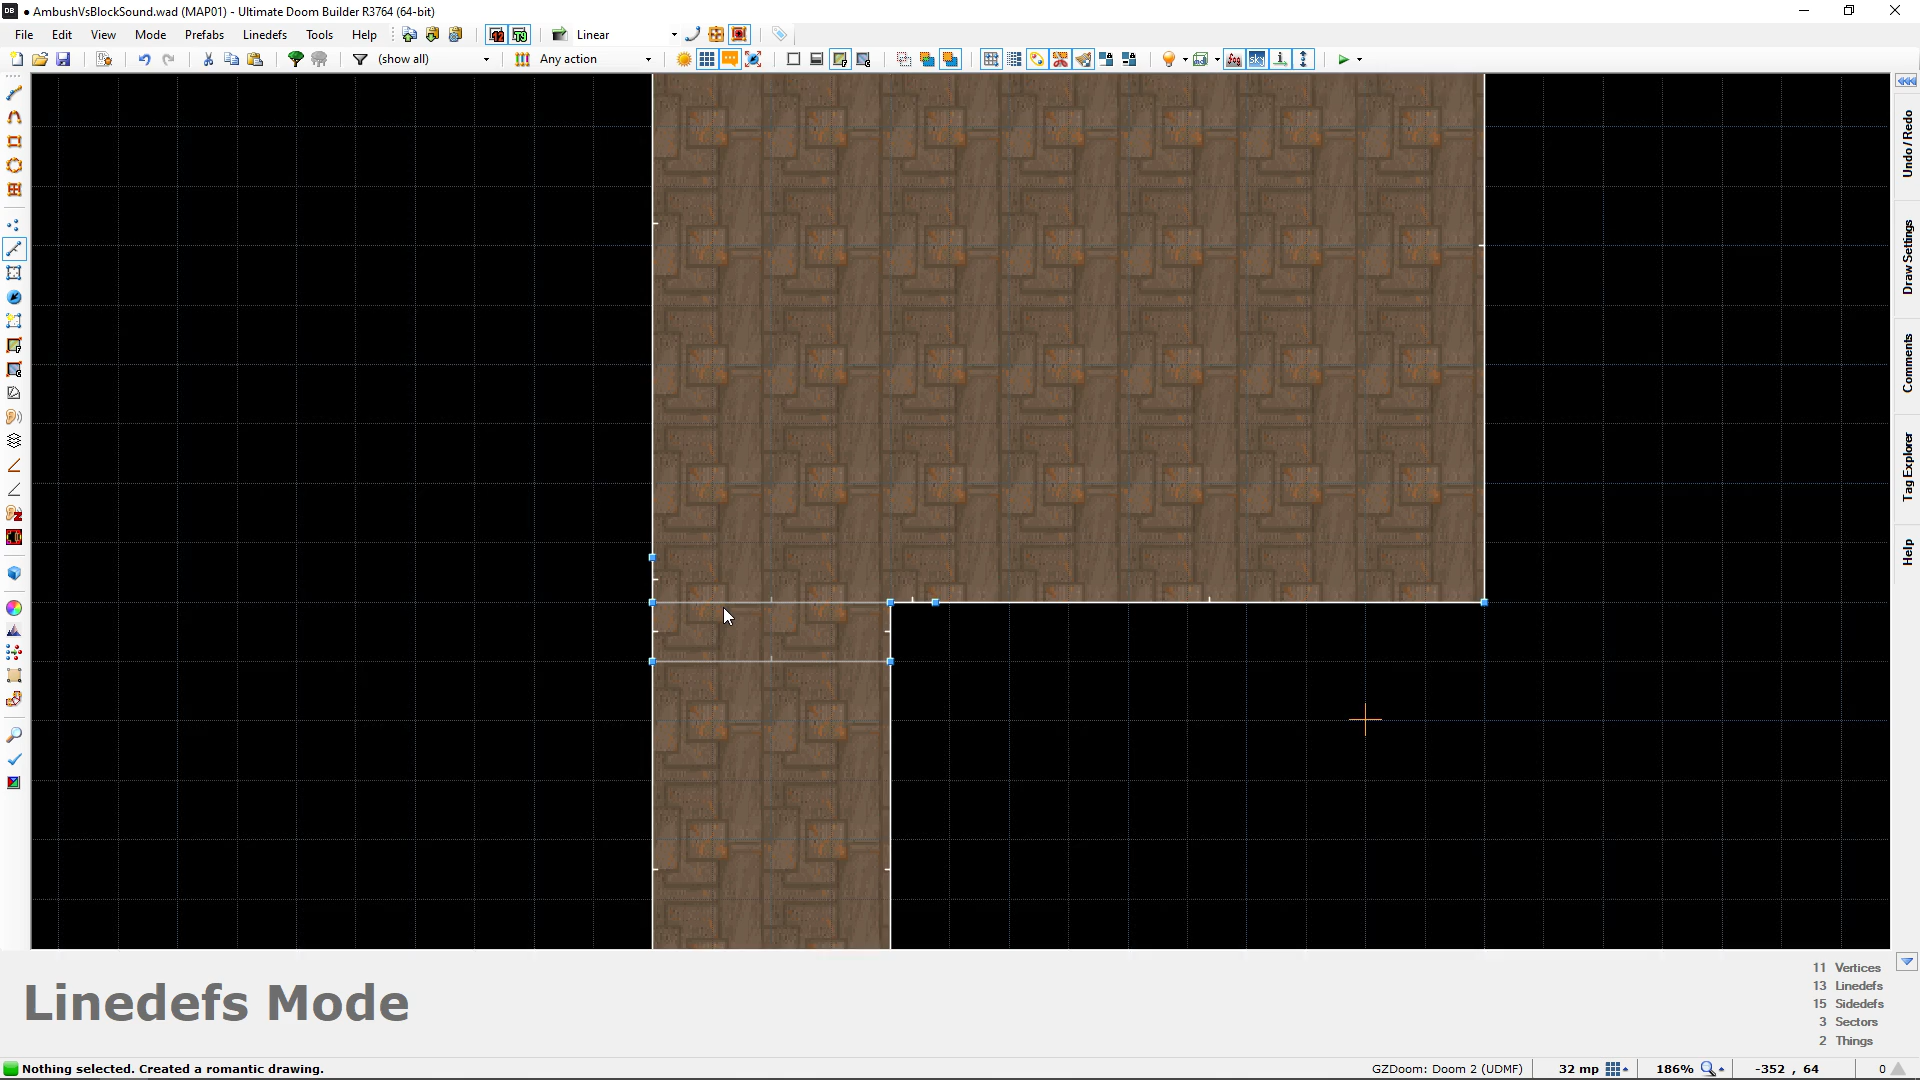 DB ● AmbushVsBlockSound.wad (MAP01) - Ultimate Doom Builder R3764 (64-bit)
File Edit View Mode Prefabs Linedefs Tools Help Linear
(show all) Any action
Undo / Redo
Draw Settings
Comments
Tag Explorer
Help
Linedefs Mode
11 Vertices
13 Linedefs
15 Sidedefs
3 Sectors
2 Things
Nothing selected. Created a romantic drawing. GZDoom: Doom 2 (UDMF) 32 mp 186% -352 , 64 0